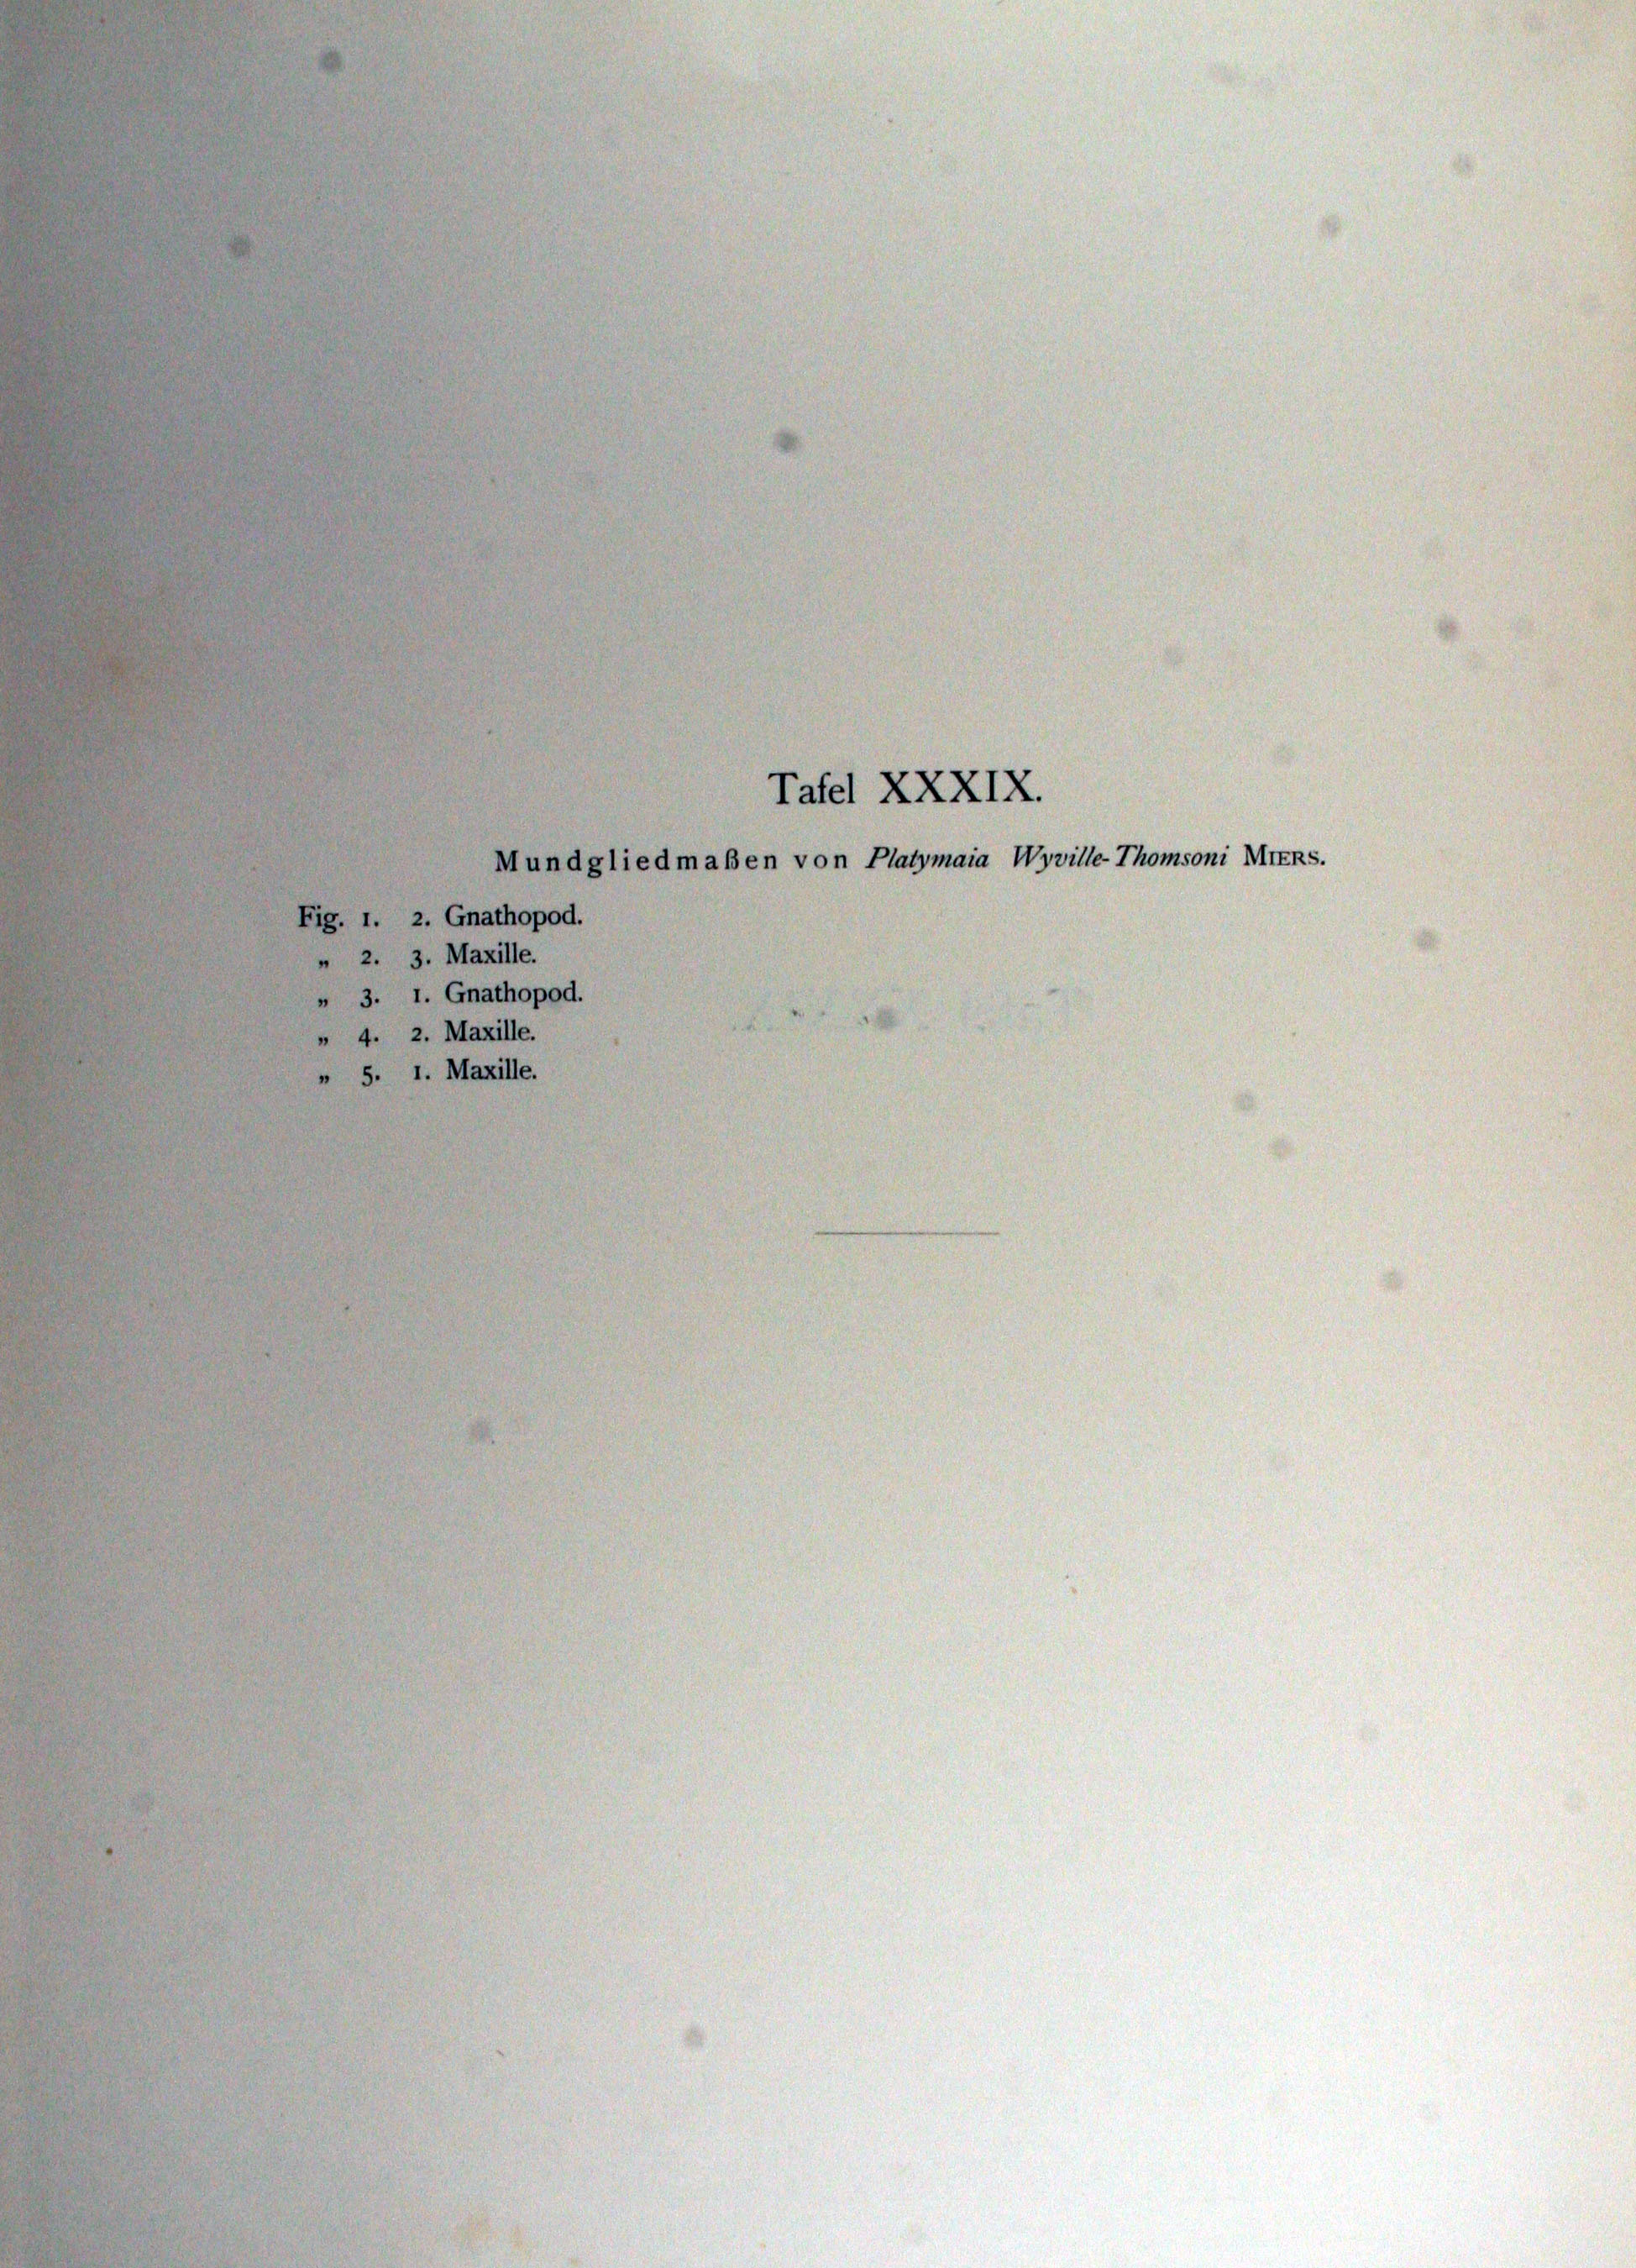 Tafel XXXIX.
Mundgliedmaßen von Platymaia Wyville-Thomsoni MIERS.
Fig. 1. 2. Gnathopod.
„ 2. 3. Maxille.
„ 3. 1. Gnathopod.
„ 4. 2. Maxille.
„ 5. 1. Maxille.